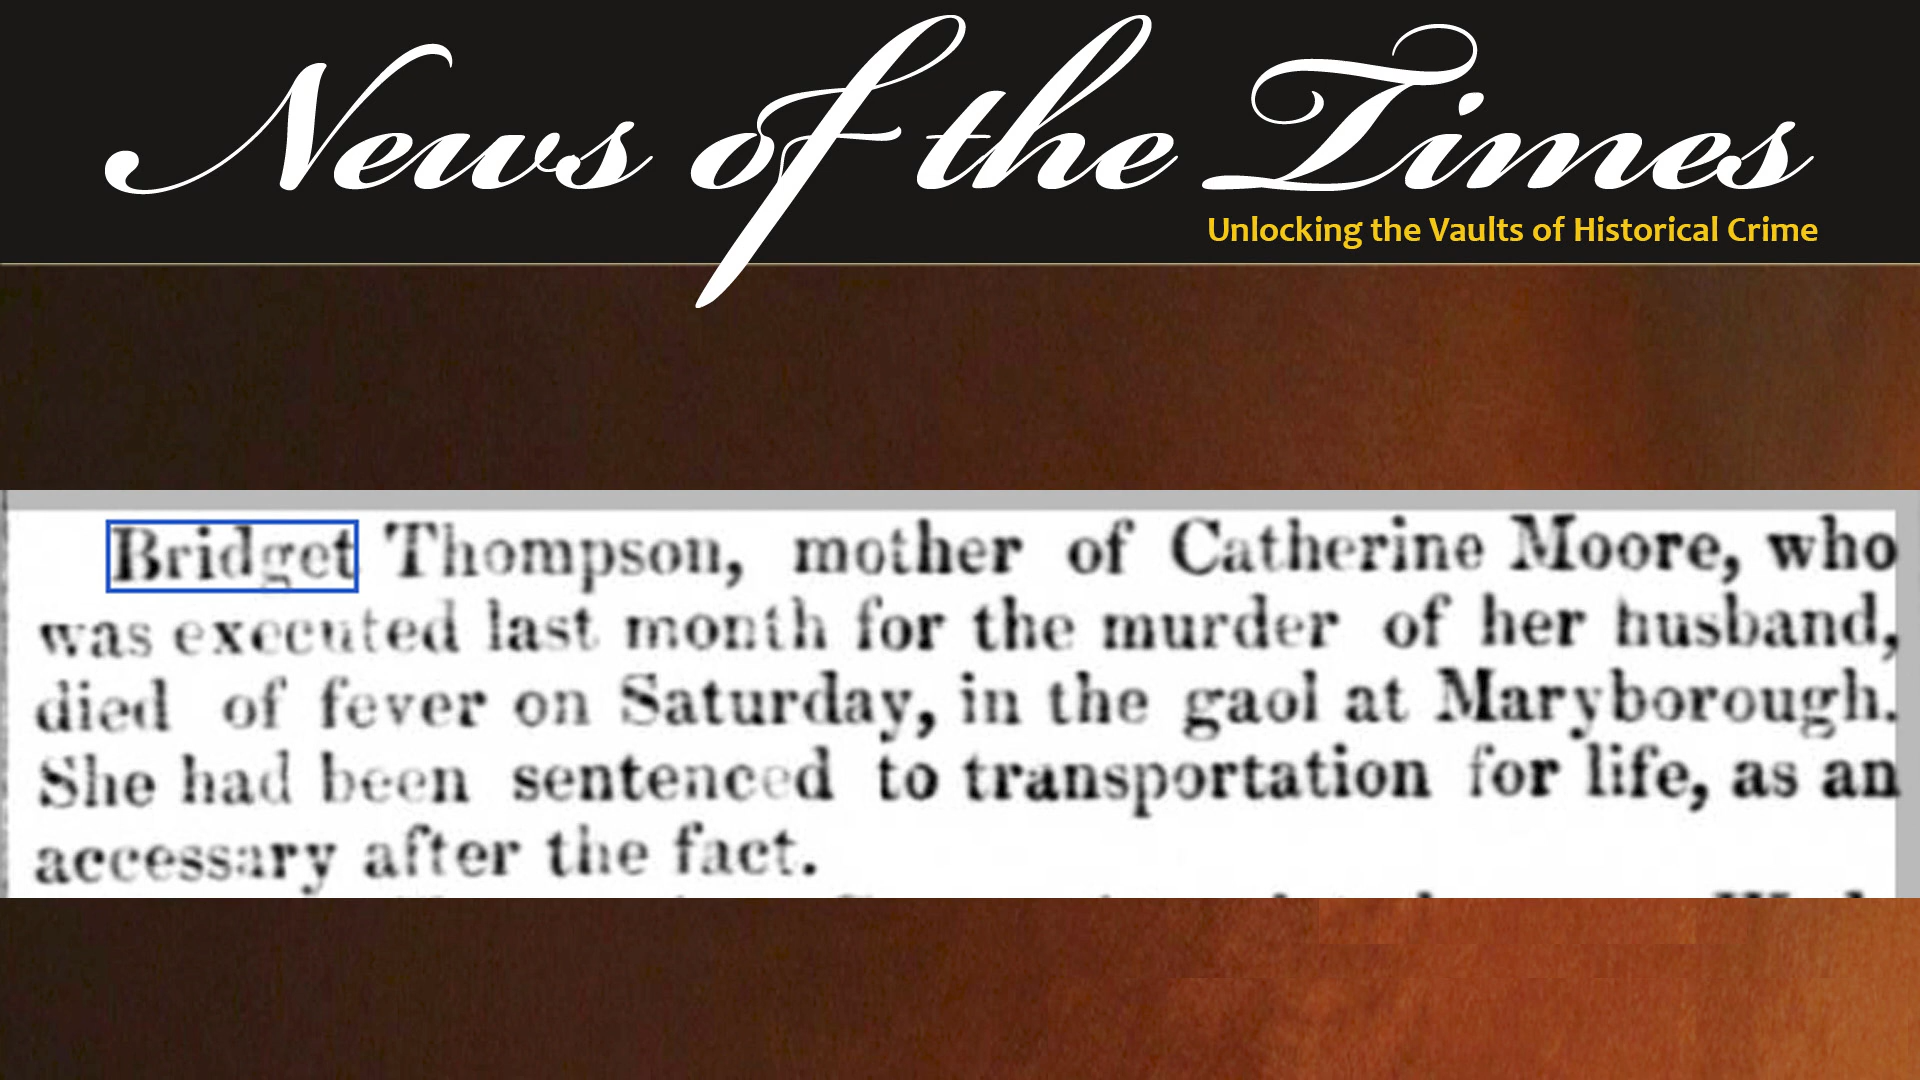 News of the Times
Unlocking the Vaults of Historical Crime
Bridget Thompson, mother of Catherine Moore, who
was executed last month for the murder of her husband,
died of fever on Saturday, in the gaol at Maryborough.
She had been sentenced to transportation for life, as an
accessary after the fact.